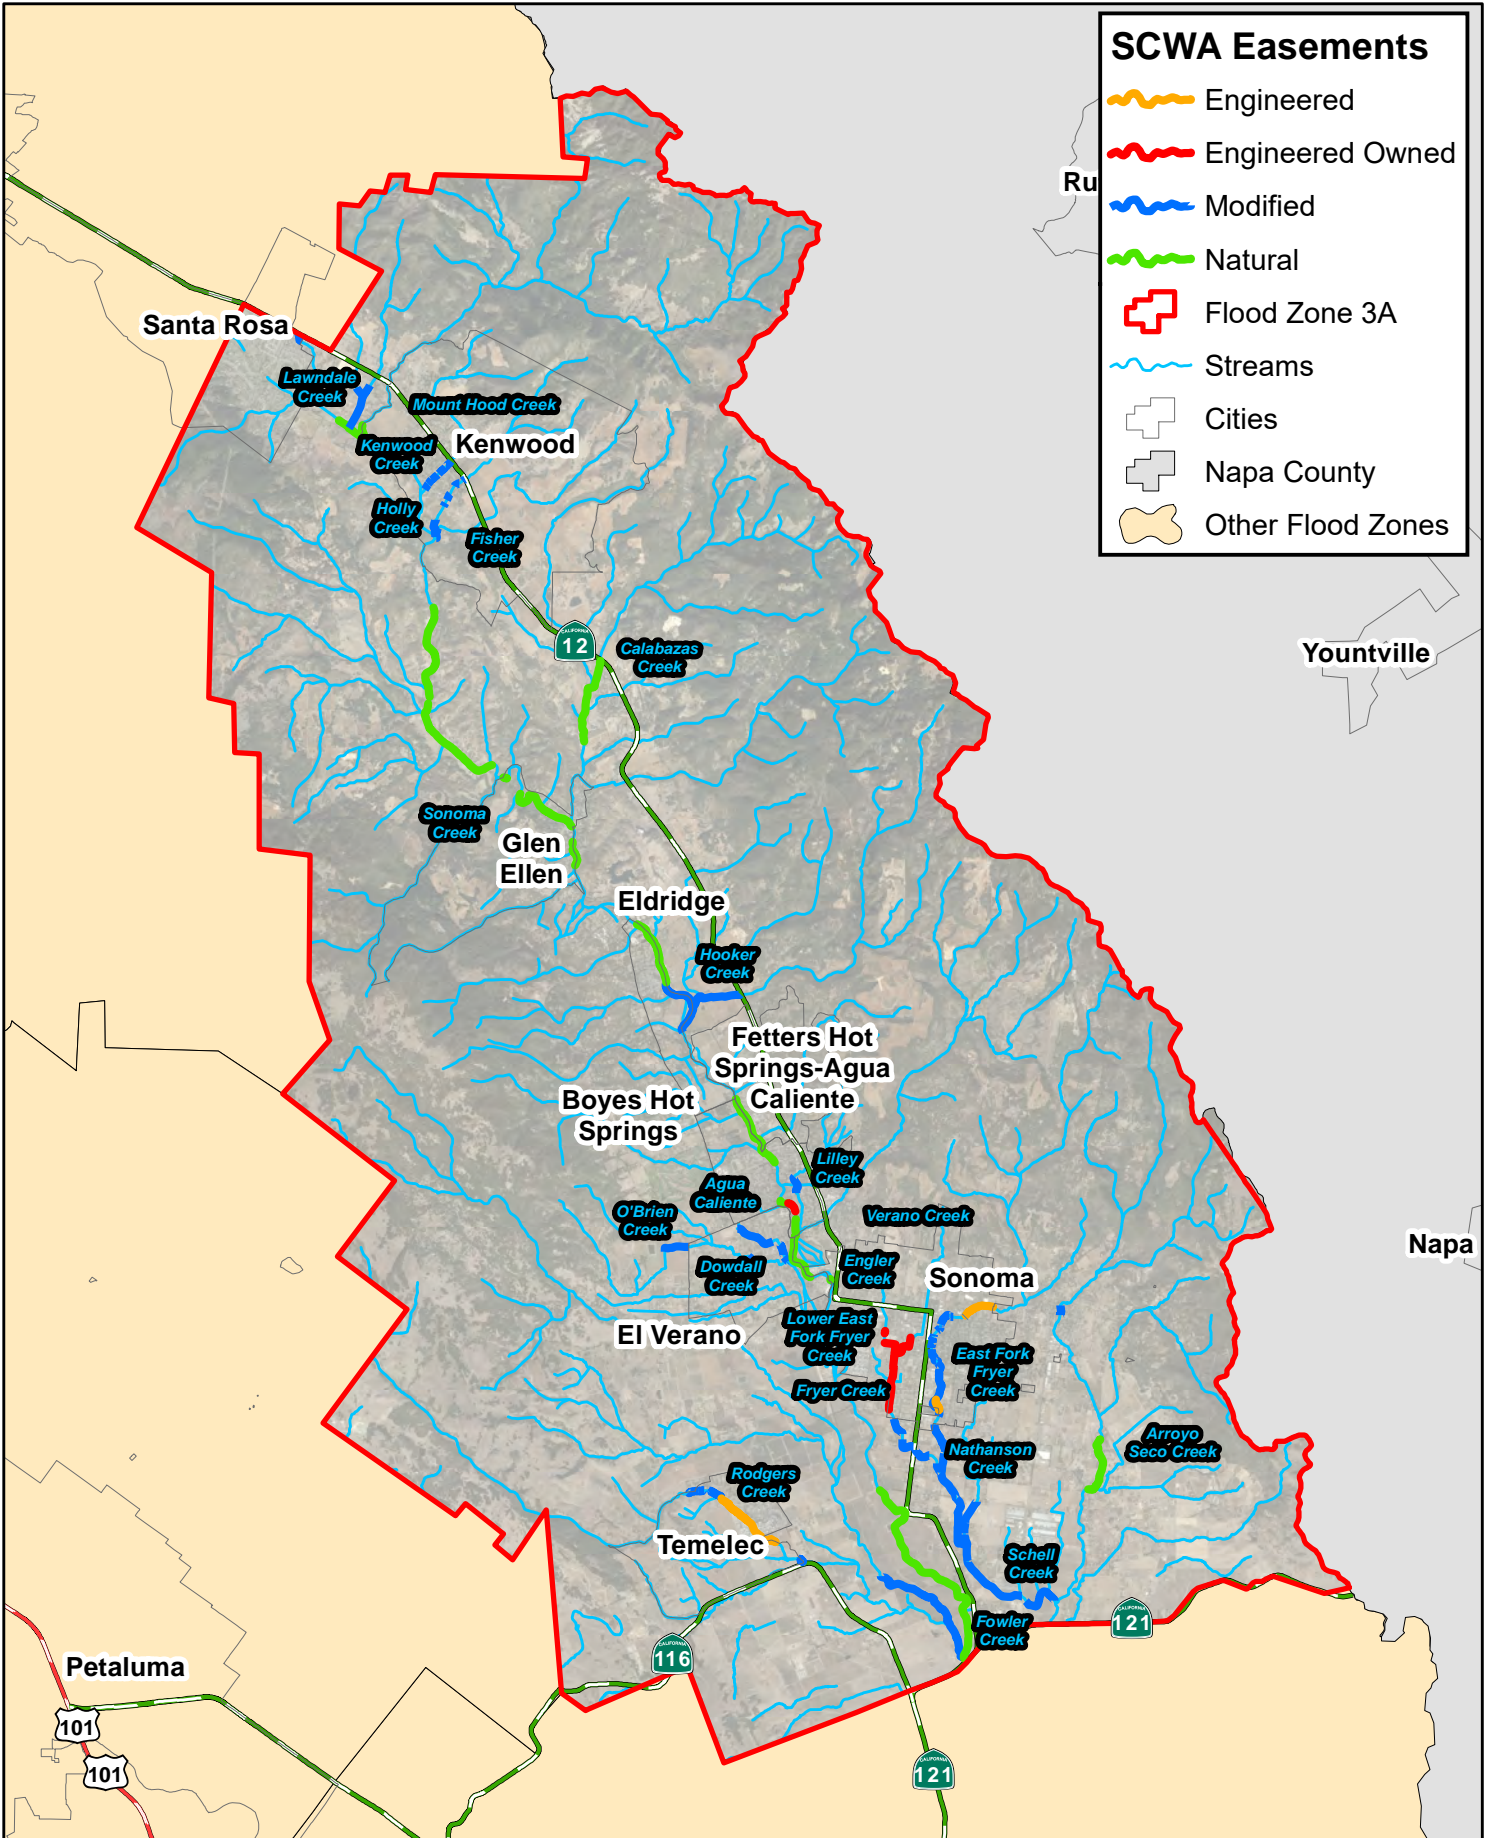 SCWA Easements
Engineered
Engineered Owned
Modified
Natural
Flood Zone 3A
Streams
Cities
Napa County
Other Flood Zones
Ru
Santa Rosa
Lawndale
Creek
Mount Hood Creek
Kenwood
Creek
Kenwood
Holly
Creek
Fisher
Creek
CALIFORNIA
12
Calabazas
Creek
Yountville
Sonoma
Creek
Glen
Ellen
Eldridge
Hooker
Creek
Fetters Hot
Springs-Agua
Caliente
Boyes Hot
Springs
Lilley
Creek
Agua
Caliente
O'Brien
Creek
Verano Creek
Napa
Dowdall
Creek
Engler
Creek
Sonoma
Lower East
Fork Fryer
Creek
El Verano
East Fork
Fryer
Creek
Fryer Creek
Arroyo
Seco Creek
Nathanson
Creek
Rodgers
Creek
Temelec
Schell
Creek
Fowler
Creek
CALIFORNIA
121
CALIFORNIA
116
Petaluma
101
101
CALIFORNIA
121